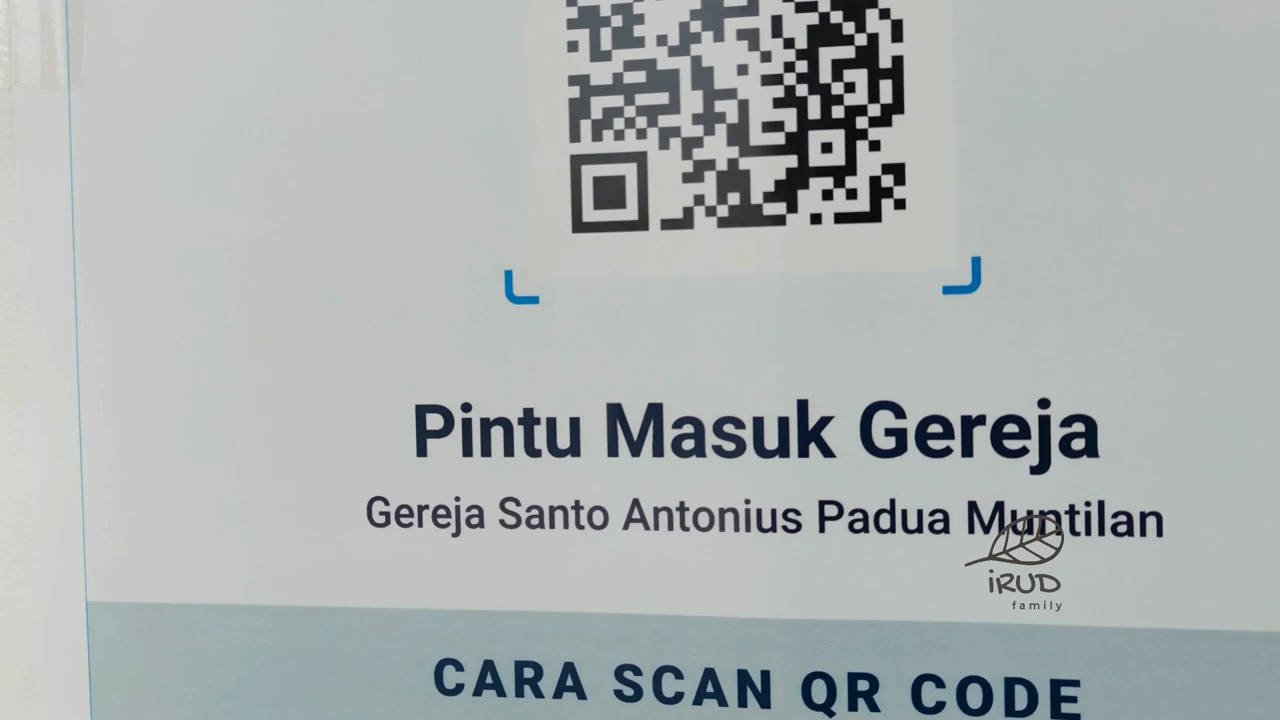 Pintu Masuk Gereja
Gereja Santo Antonius Padua Muntilan
iRUD
family
CARA SCAN QR CODE